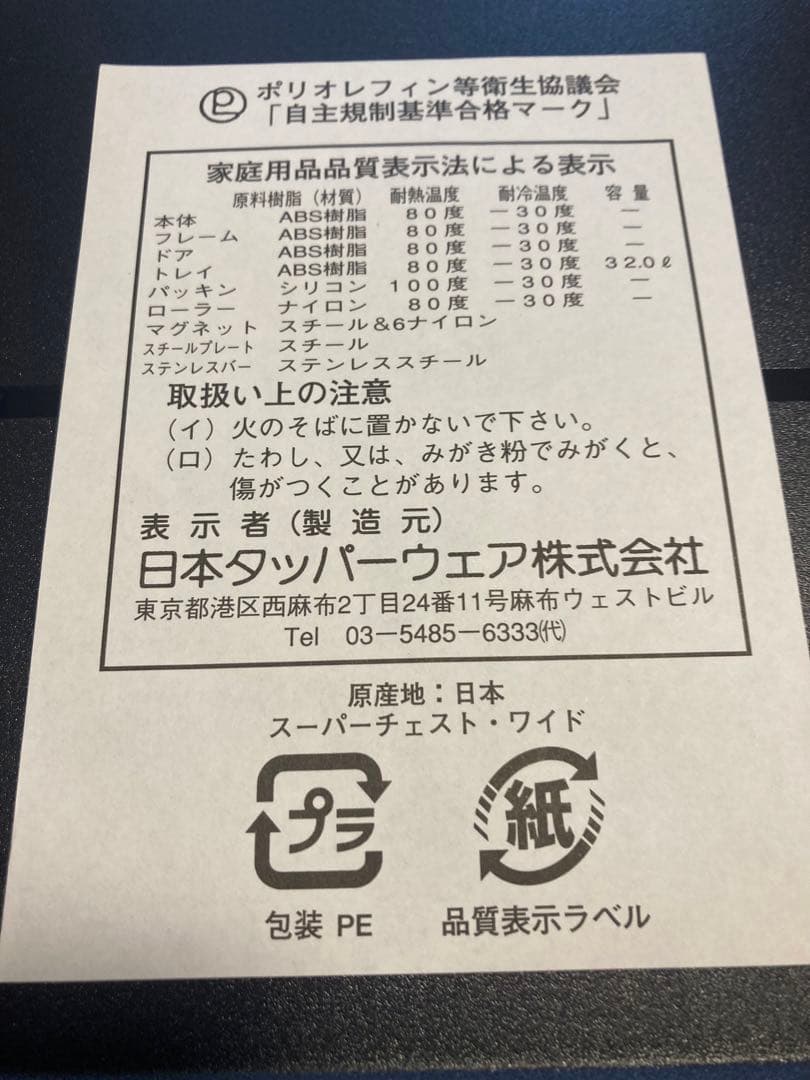 ポリオレフィン等衛生協議会
「自主規制基準合格マーク」
家庭用品品質表示法による表示
原料樹脂（材質） 耐熱温度 耐冷温度 容量
本体 ABS樹脂 80度 －30度 －
フレーム ABS樹脂 80度 －30度 －
ドア ABS樹脂 80度 －30度 －
トレイ ABS樹脂 80度 －30度 32.0ℓ
パッキン シリコン 100度 －30度 －
ローラー ナイロン 80度 －30度 －
マグネット スチール＆6ナイロン
スチールプレート スチール
ステンレスバー ステンレススチール
取扱い上の注意
（イ）火のそばに置かないで下さい。
（ロ）たわし、又は、みがき粉でみがくと、
傷がつくことがあります。
表示者（製造元）
日本タッパーウェア株式会社
東京都港区西麻布2丁目24番11号麻布ウェストビル
Tel 03－5485－6333㈹
原産地：日本
スーパーチェスト・ワイド
プラ 紙
包装 PE 品質表示ラベル